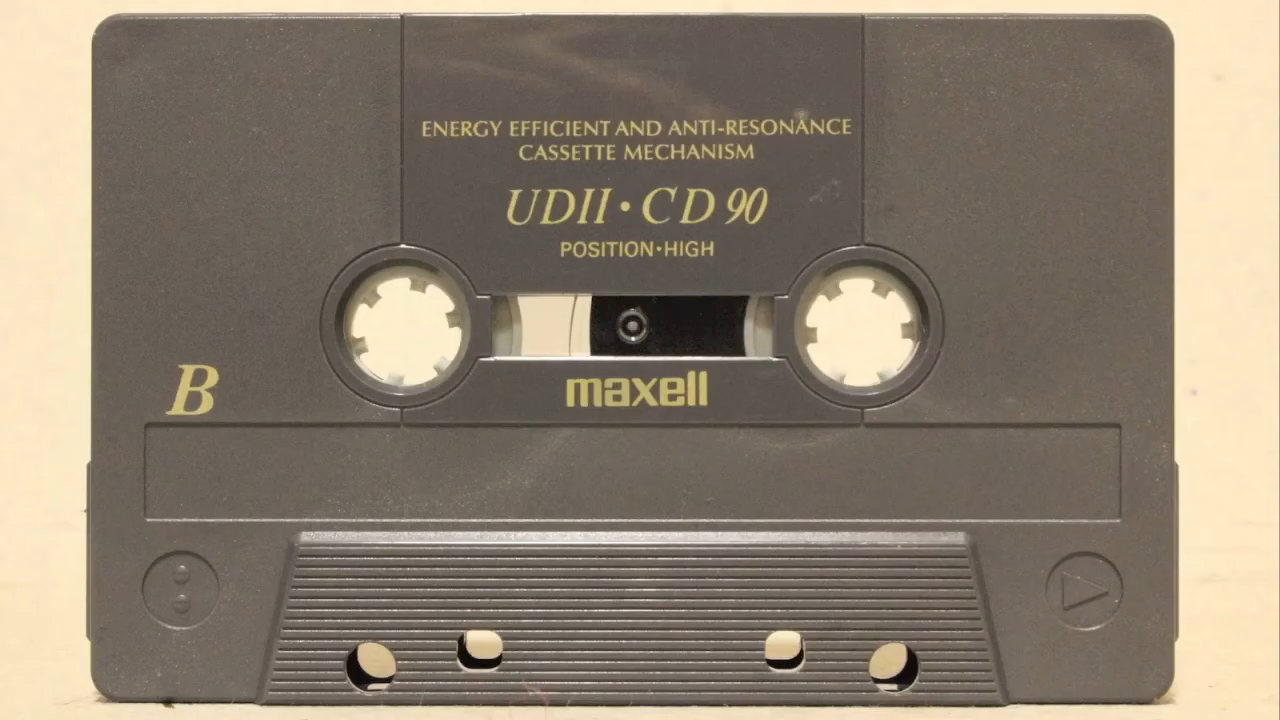 ENERGY EFFICIENT AND ANTI-RESONANCE
CASSETTE MECHANISM
UDII•CD 90
POSITION•HIGH
maxell
B